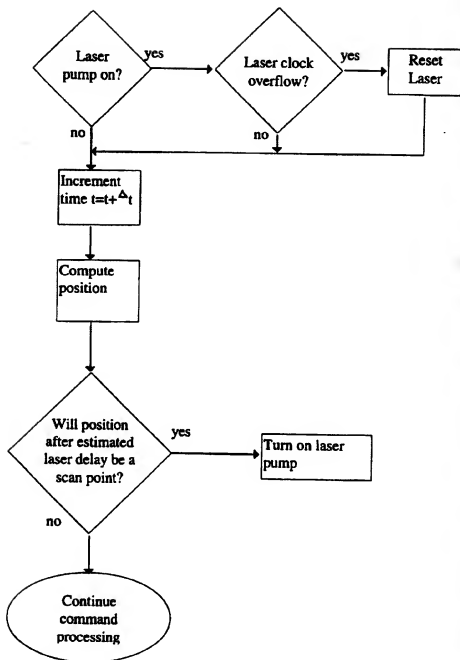 Laser
pump on?
yes
Laser clock
overflow?
yes
Reset
Laser
no
no
Increment
time t=t+Δt
Compute
position
Will position
after estimated
laser delay be a
scan point?
yes
Turn on laser
pump
no
Continue
command
processing